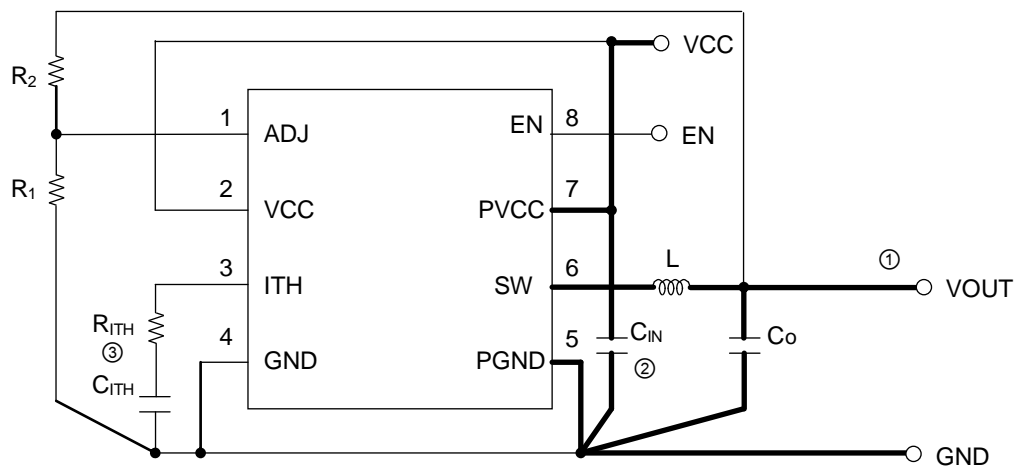 VCC
R2
1
ADJ
EN
8
EN
R1
2
VCC
PVCC
7
3
ITH
SW
6
L
①
VOUT
RITH
③
CITH
4
GND
PGND
5
CIN
②
Co
GND